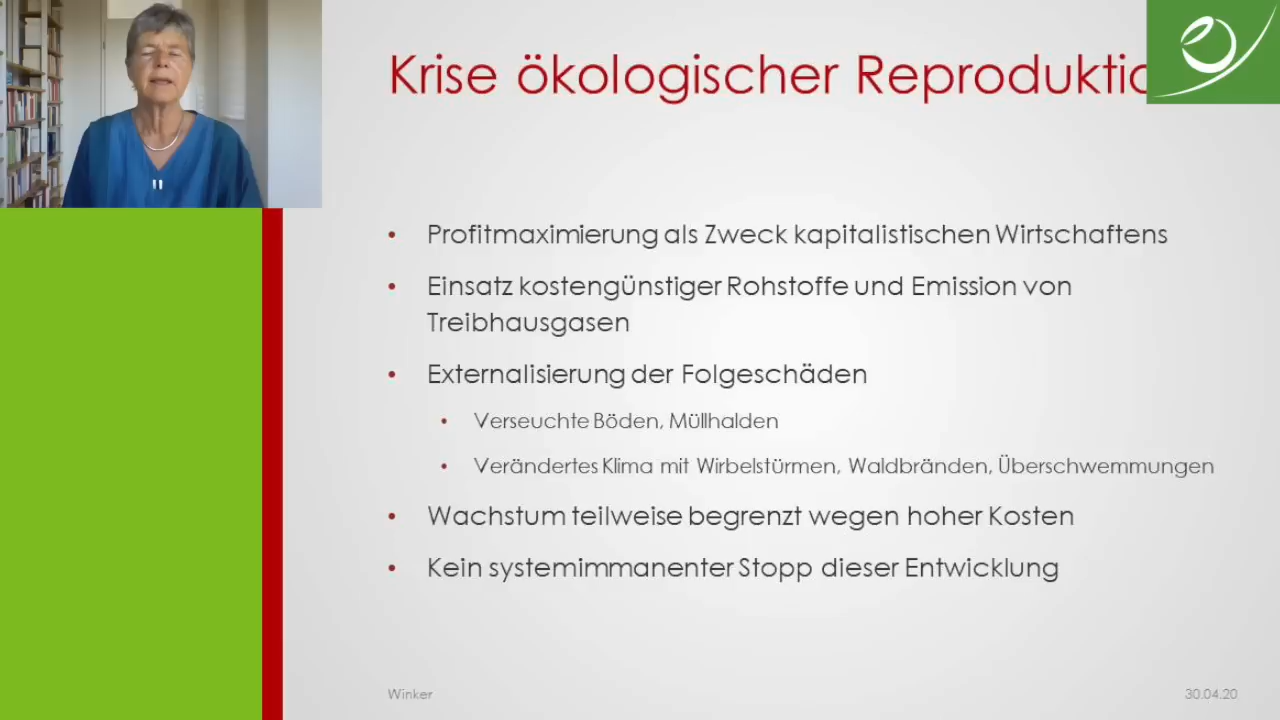 Krise ökologischer Reproduktio
• Profitmaximierung als Zweck kapitalistischen Wirtschaftens
• Einsatz kostengünstiger Rohstoffe und Emission von
Treibhausgasen
• Externalisierung der Folgeschäden
• Verseuchte Böden, Müllhalden
• Verändertes Klima mit Wirbelstürmen, Waldbränden, Überschwemmungen
• Wachstum teilweise begrenzt wegen hoher Kosten
• Kein systemimmanenter Stopp dieser Entwicklung
Winker
30.04.20